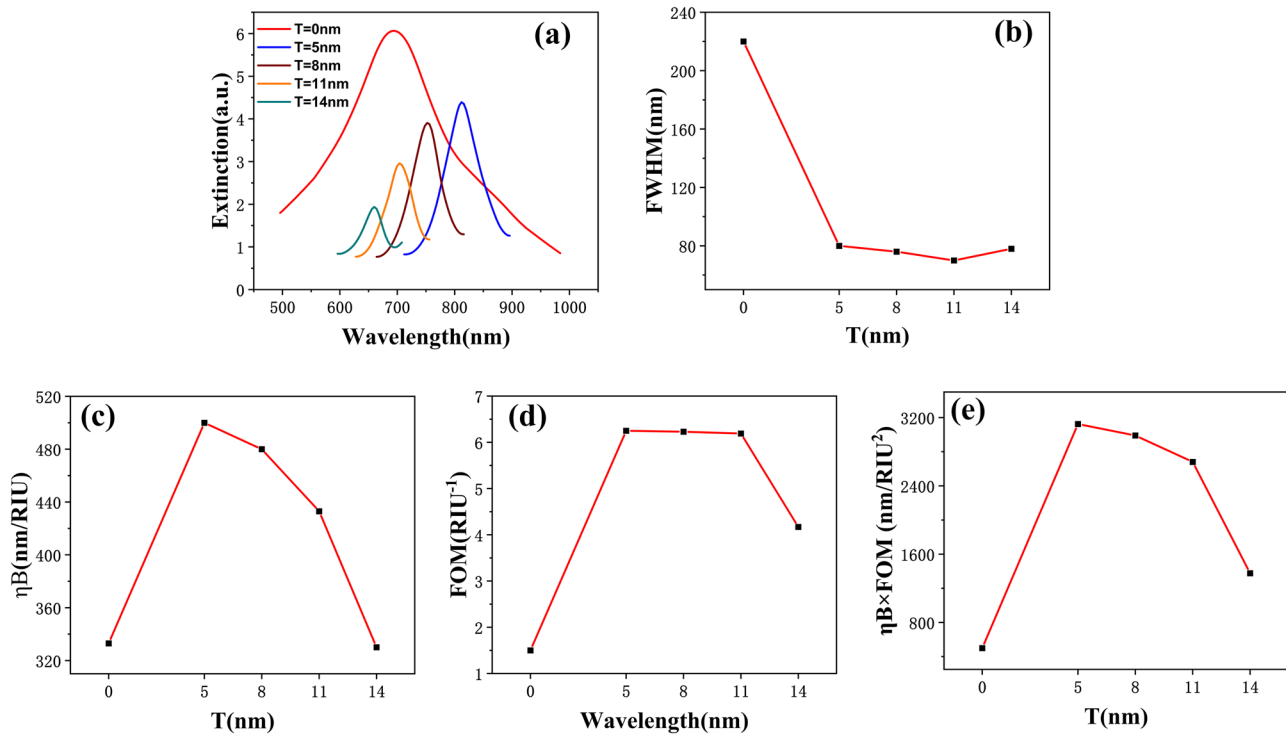 (a)
T=0nm
T=5nm
T=8nm
T=11nm
T=14nm
Extinction(a.u.)
6
5
4
3
2
1
0
500 600 700 800 900 1000
Wavelength(nm)
(b)
FWHM(nm)
240
200
160
120
80
0 5 8 11 14
T(nm)
(c)
ηB(nm/RIU)
520
480
440
400
360
320
0 5 8 11 14
T(nm)
(d)
FOM(RIU⁻¹)
7
6
5
4
3
2
1
0 5 8 11 14
Wavelength(nm)
(e)
ηB×FOM (nm/RIU²)
3200
2400
1600
800
0 5 8 11 14
T(nm)